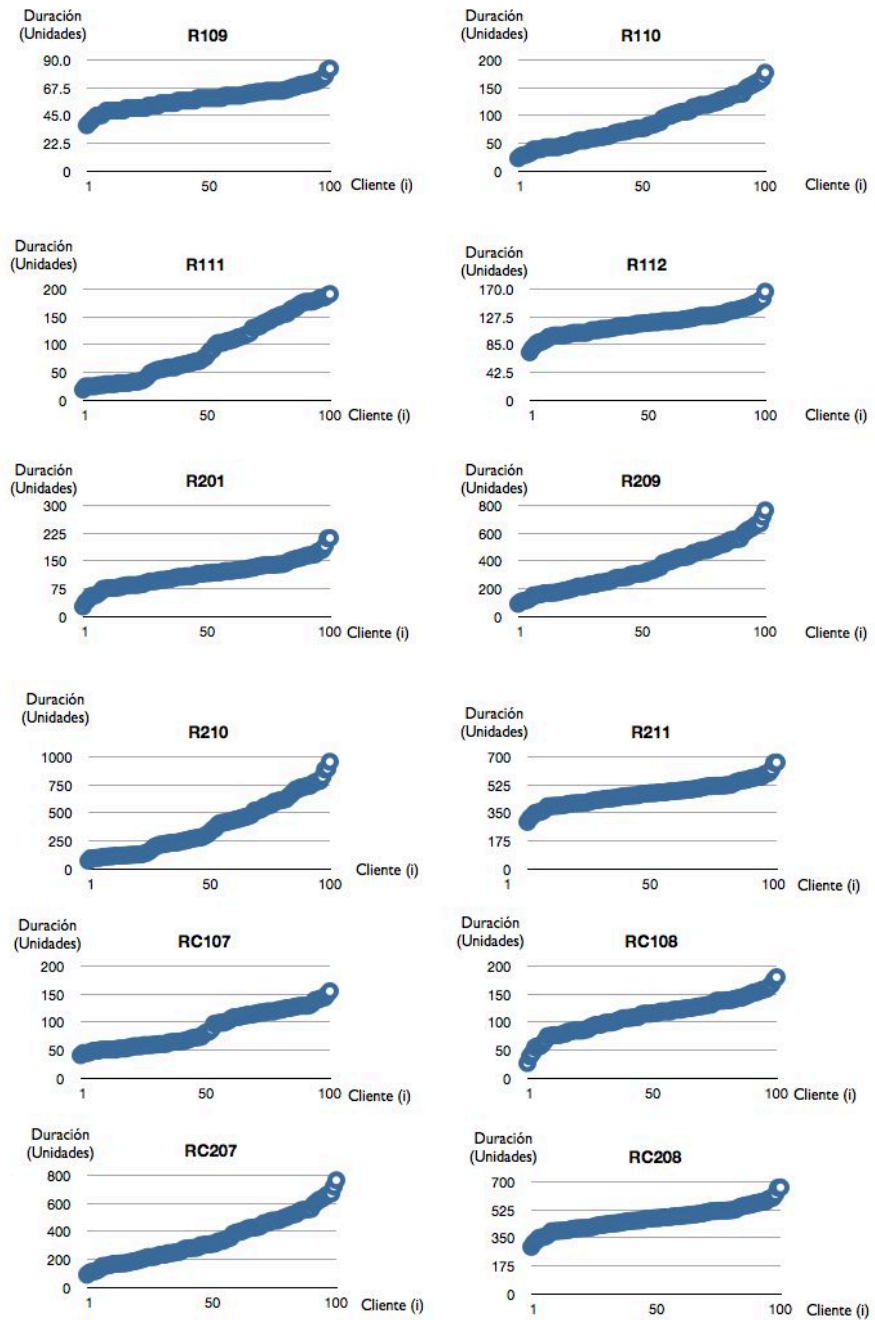 Duración
(Unidades)
R109
90.0
67.5
45.0
22.5
0
1 50 100 Cliente (i)
Duración
(Unidades)
R110
200
150
100
50
0
1 50 100 Cliente (i)
Duración
(Unidades)
R111
200
150
100
50
0
1 50 100 Cliente (i)
Duración
(Unidades)
R112
170.0
127.5
85.0
42.5
0
1 50 100 Cliente (i)
Duración
(Unidades)
R201
300
225
150
75
0
1 50 100 Cliente (i)
Duración
(Unidades)
R209
800
600
400
200
0
1 50 100 Cliente (i)
Duración
(Unidades)
R210
1000
750
500
250
0
1 50 100 Cliente (i)
Duración
(Unidades)
R211
700
525
350
175
0
1 50 100 Cliente (i)
Duración
(Unidades)
RC107
200
150
100
50
0
1 50 100 Cliente (i)
Duración
(Unidades)
RC108
200
150
100
50
0
1 50 100 Cliente (i)
Duración
(Unidades)
RC207
800
600
400
200
0
1 50 100 Cliente (i)
Duración
(Unidades)
RC208
700
525
350
175
0
1 50 100 Cliente (i)